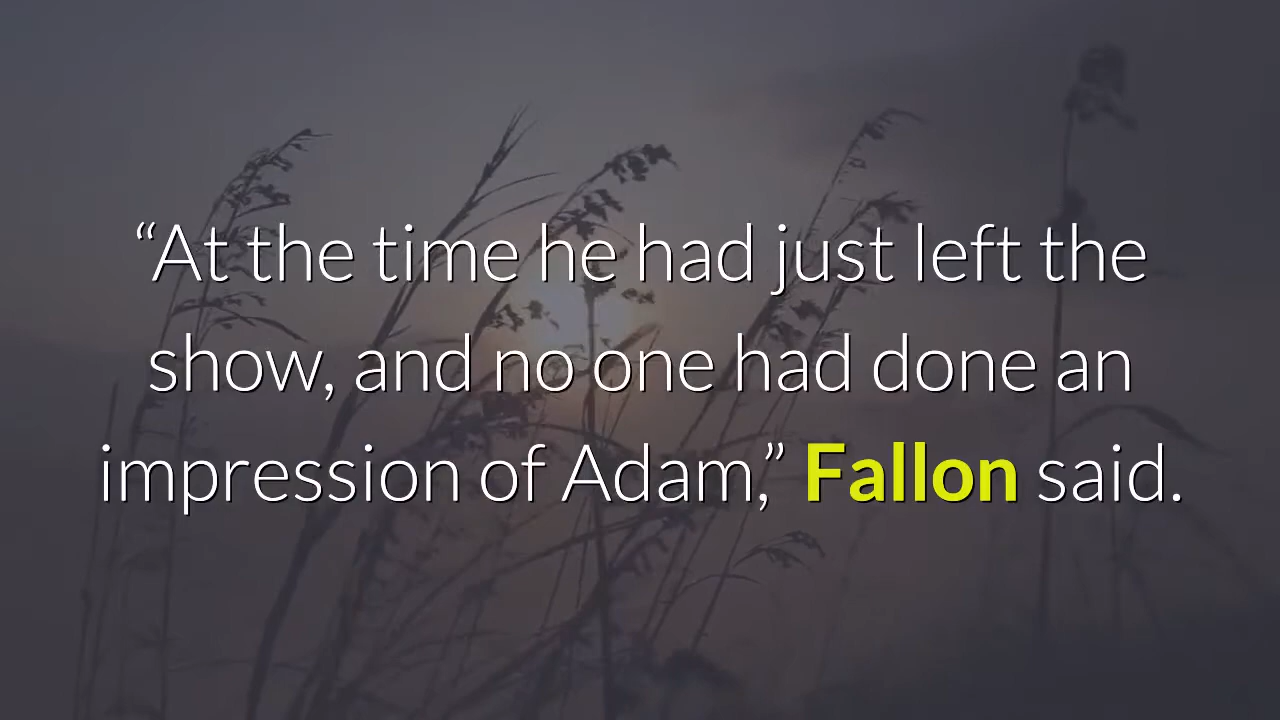 “At the time he had just left the
show, and no one had done an
impression of Adam,” Fallon said.